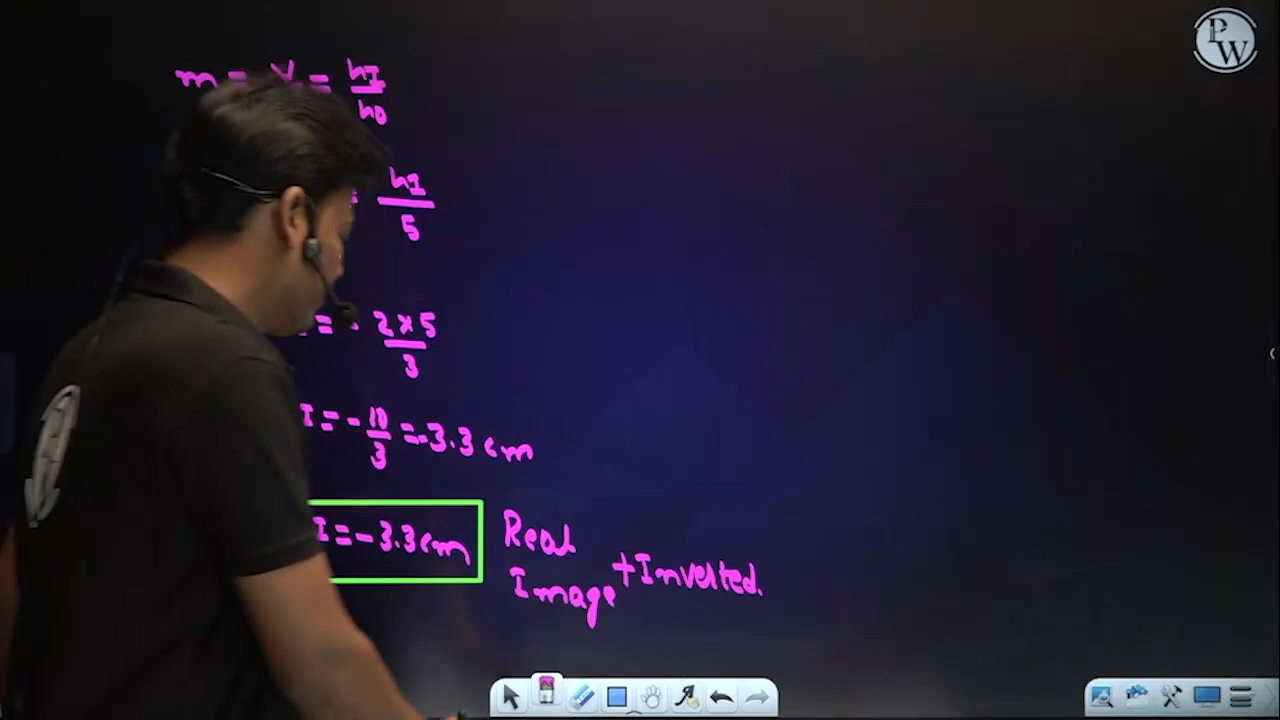 PW
m = V = hI/hO
= hI/5
= - 2 × 5/3
I = - 10/3 = -3.3 cm
I = - 3.3 cm
Real
Image + Inverted.